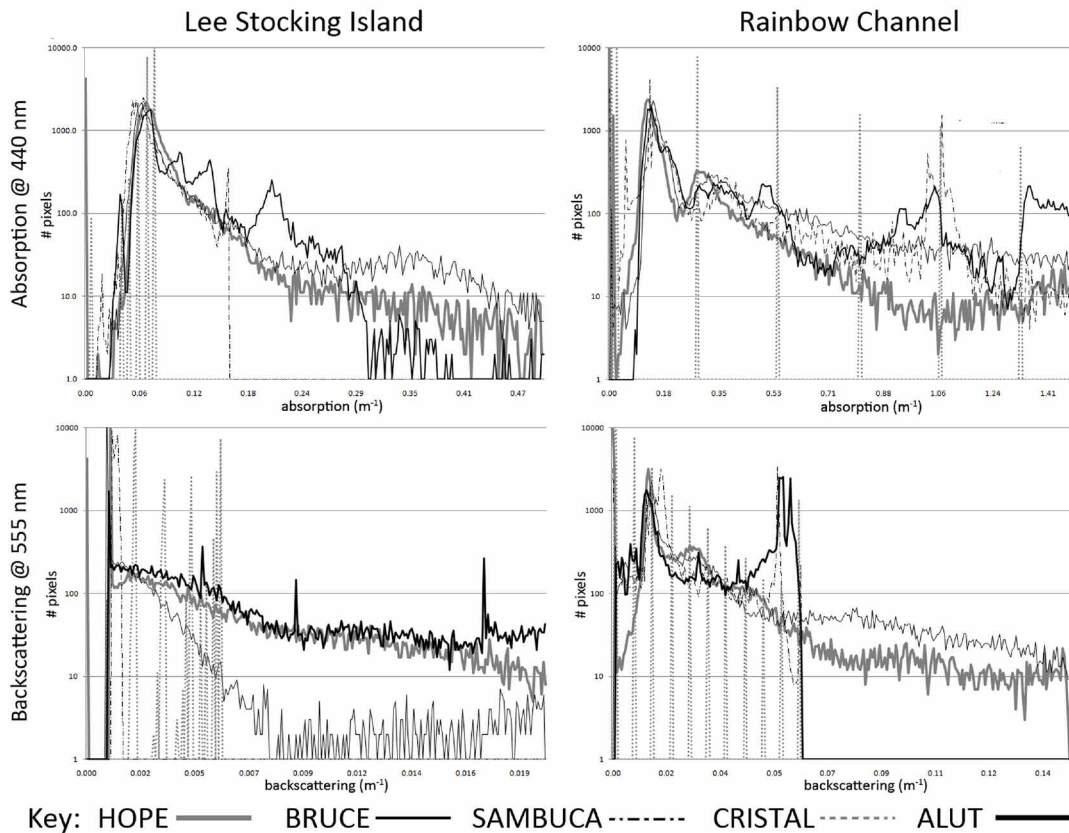 Lee Stocking Island
Rainbow Channel
Absorption @ 440 nm
# pixels
10000.0
1000.0
100.0
10.0
1.0
0.00 0.06 0.12 0.18 0.23 0.29 0.35 0.41 0.47
absorption (m-1)
# pixels
10000
1000
100
10
1
0.00 0.18 0.35 0.53 0.71 0.88 1.06 1.24 1.41
absorption (m-1)
Backscattering @ 555 nm
# pixels
10000
1000
100
10
1
0.000 0.002 0.005 0.007 0.009 0.012 0.014 0.016 0.019
backscattering (m-1)
# pixels
10000
1000
100
10
1
0.00 0.02 0.04 0.05 0.07 0.09 0.11 0.12 0.14
backscattering (m-1)
Key: HOPE BRUCE SAMBUCA CRISTAL ALUT